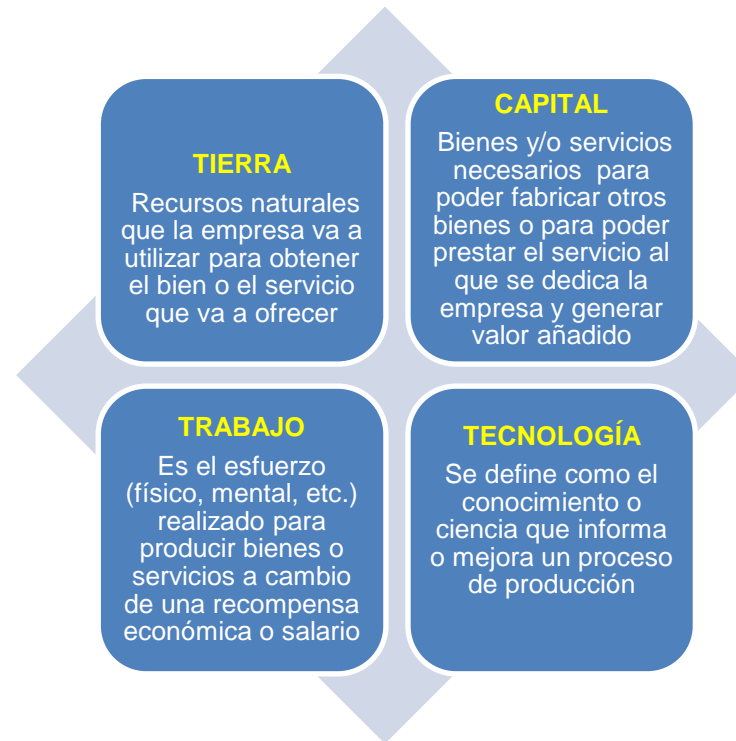 TIERRA
Recursos naturales
que la empresa va a
utilizar para obtener
el bien o el servicio
que va a ofrecer
CAPITAL
Bienes y/o servicios
necesarios para
poder fabricar otros
bienes o para poder
prestar el servicio al
que se dedica la
empresa y generar
valor añadido
TRABAJO
Es el esfuerzo
(físico, mental, etc.)
realizado para
producir bienes o
servicios a cambio
de una recompensa
económica o salario
TECNOLOGÍA
Se define como el
conocimiento o
ciencia que informa
o mejora un proceso
de producción